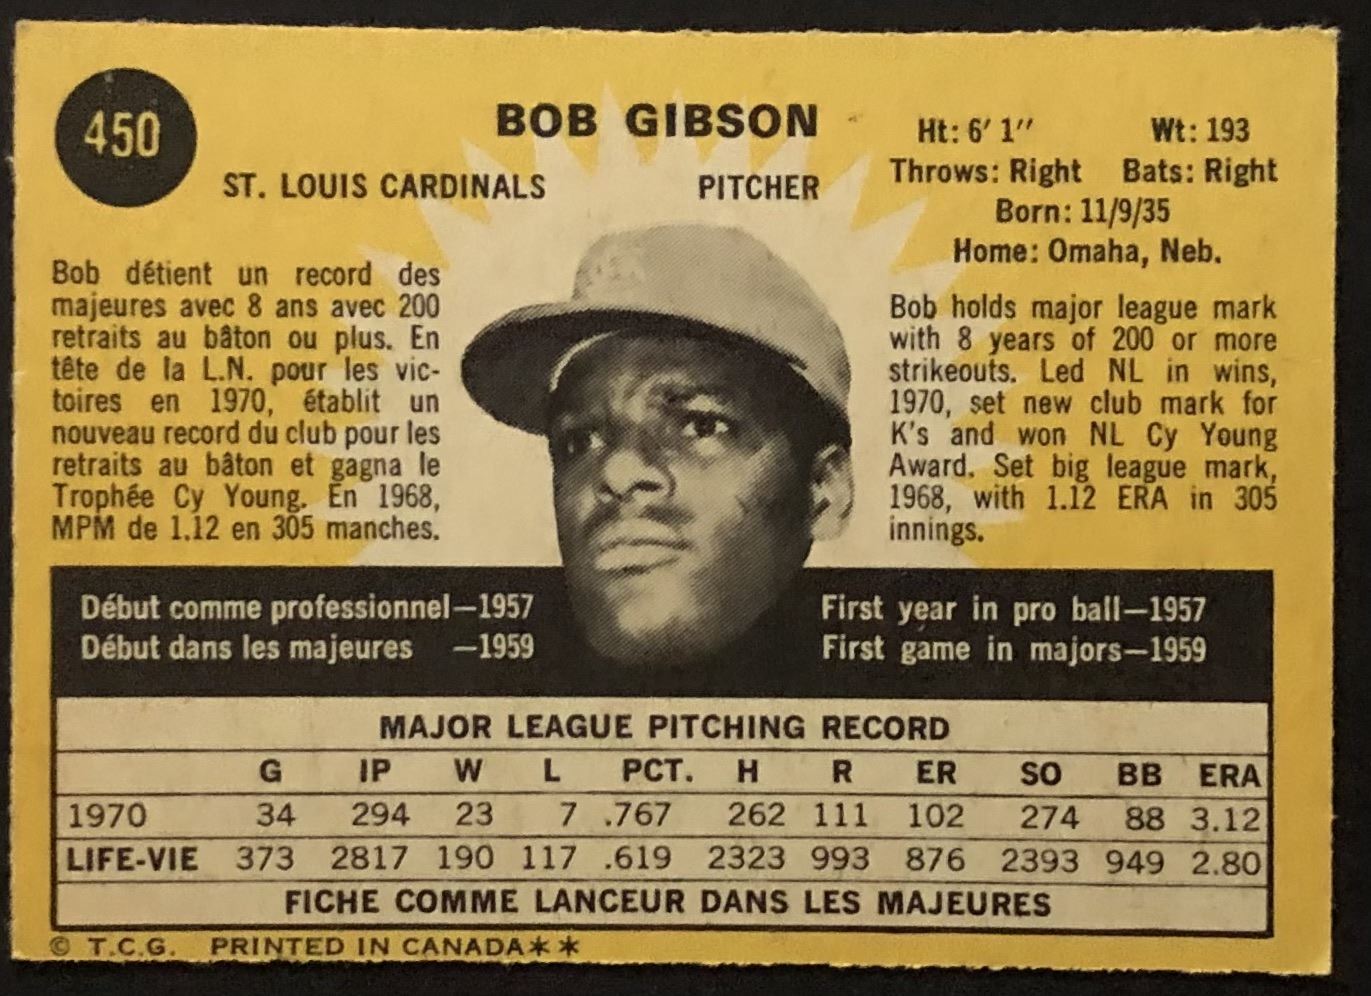 450
BOB GIBSON
ST. LOUIS CARDINALS PITCHER
Ht: 6′ 1″ Wt: 193
Throws: Right Bats: Right
Born: 11/9/35
Home: Omaha, Neb.
Bob détient un record des
majeures avec 8 ans avec 200
retraits au bâton ou plus. En
tête de la L.N. pour les vic-
toires en 1970, établit un
nouveau record du club pour les
retraits au bâton et gagna le
Trophée Cy Young. En 1968,
MPM de 1.12 en 305 manches.
Bob holds major league mark
with 8 years of 200 or more
strikeouts. Led NL in wins,
1970, set new club mark for
K's and won NL Cy Young
Award. Set big league mark,
1968, with 1.12 ERA in 305
innings.
Début comme professionnel—1957
Début dans les majeures —1959
First year in pro ball—1957
First game in majors—1959
MAJOR LEAGUE PITCHING RECORD
G IP W L PCT. H R ER SO BB ERA
1970 34 294 23 7 .767 262 111 102 274 88 3.12
LIFE-VIE 373 2817 190 117 .619 2323 993 876 2393 949 2.80
FICHE COMME LANCEUR DANS LES MAJEURES
© T.C.G. PRINTED IN CANADA**